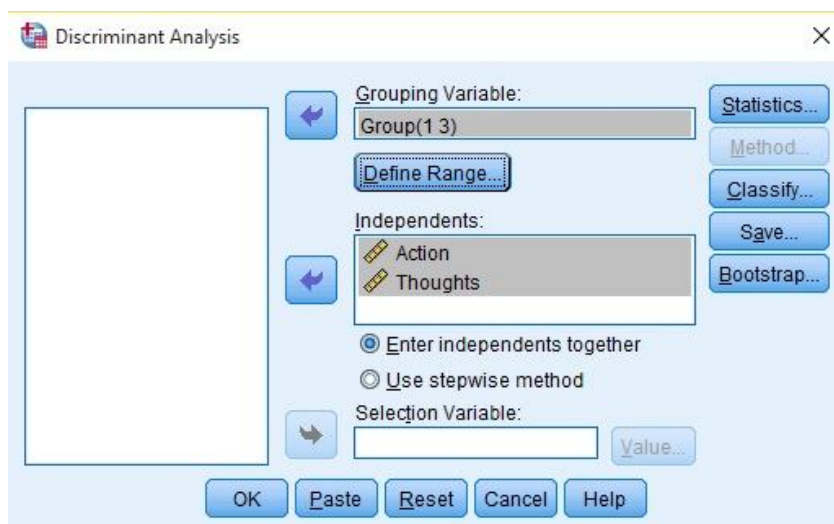 Discriminant Analysis
Grouping Variable:
Group(1 3)
Define Range...
Independents:
Action
Thoughts
Enter independents together
Use stepwise method
Selection Variable:
Value...
Statistics...
Method...
Classify...
Save...
Bootstrap...
OK Paste Reset Cancel Help